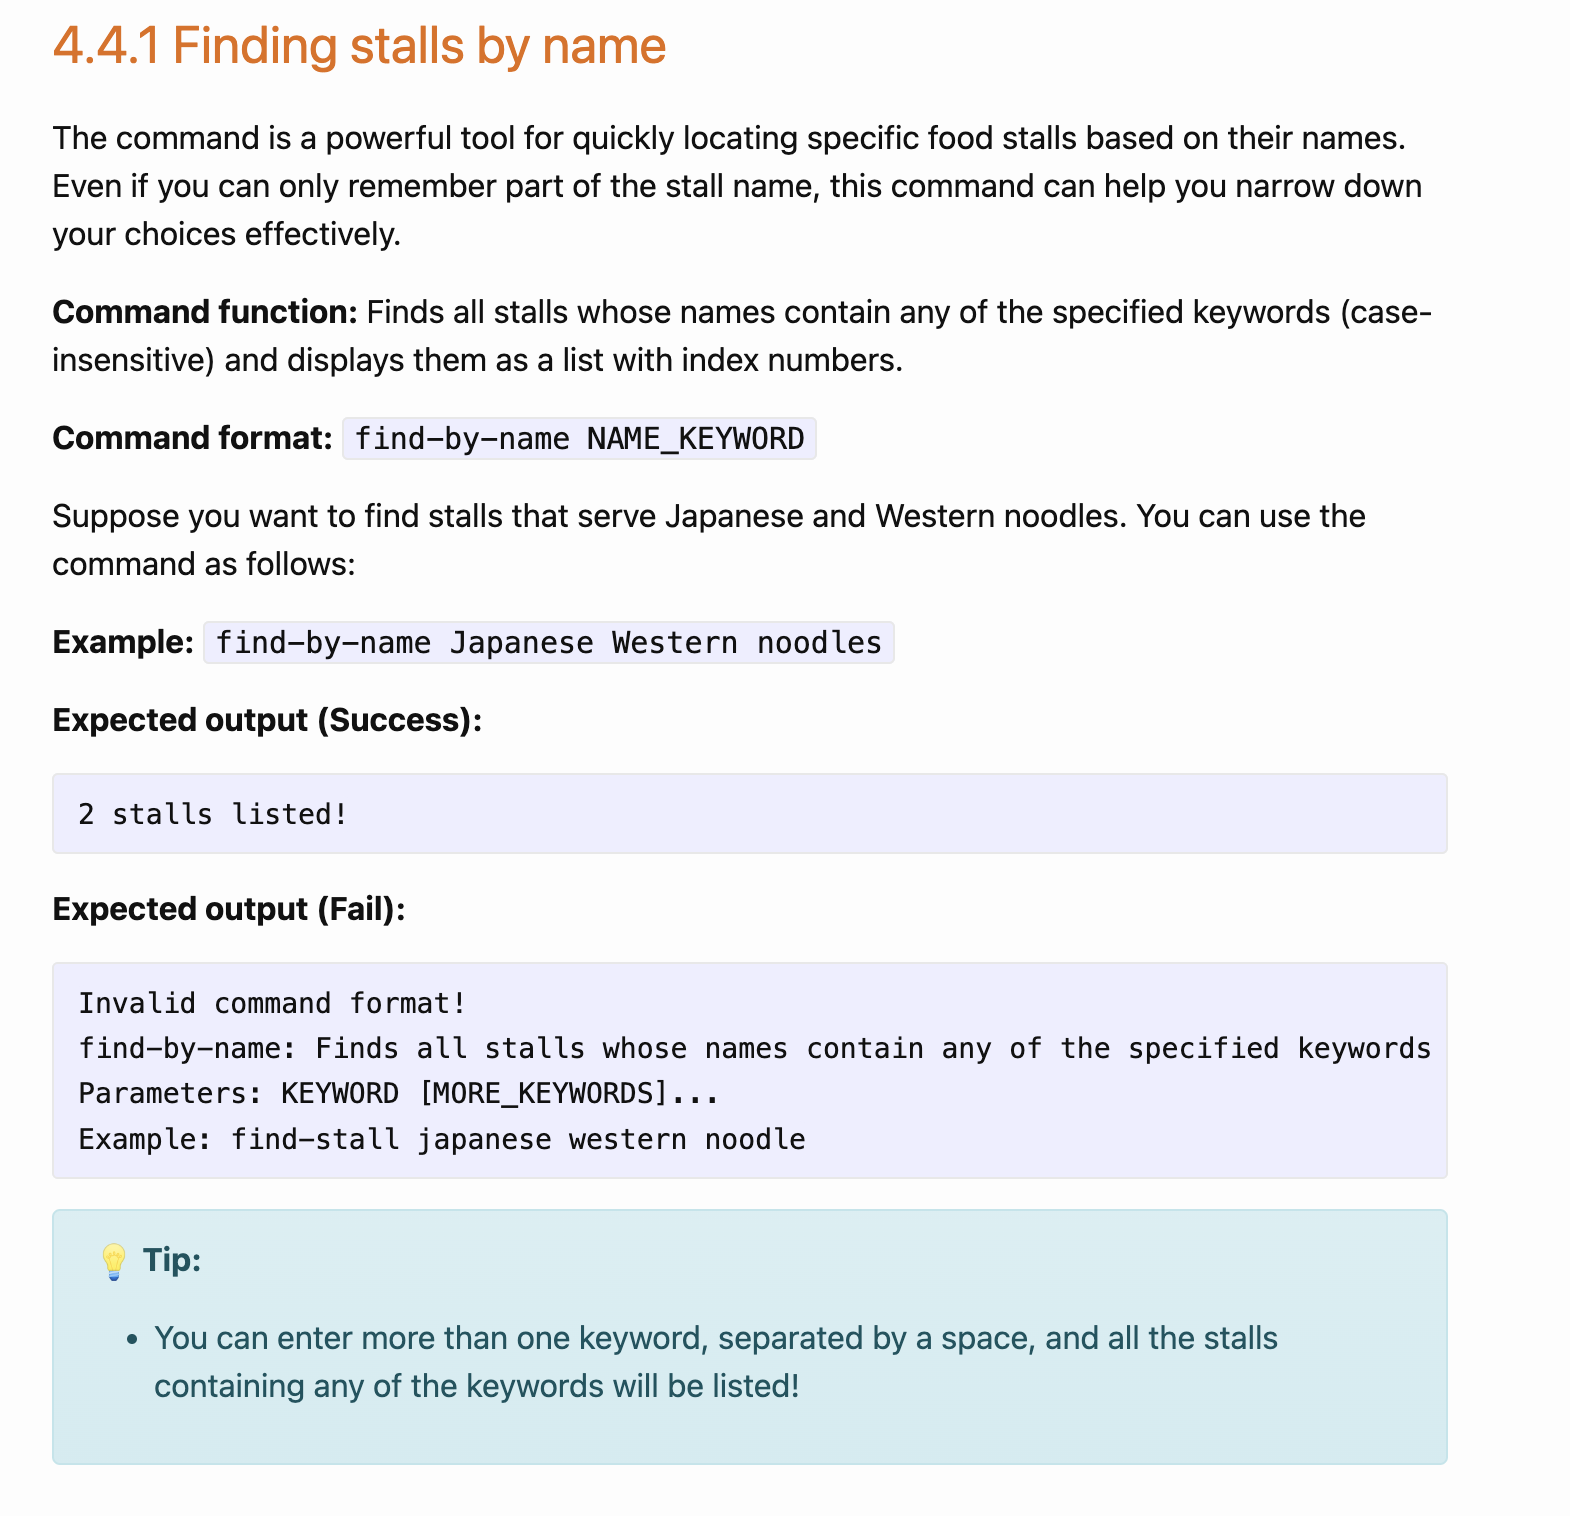 4.4.1 Finding stalls by name
The command is a powerful tool for quickly locating specific food stalls based on their names.
Even if you can only remember part of the stall name, this command can help you narrow down
your choices effectively.
Command function: Finds all stalls whose names contain any of the specified keywords (case-
insensitive) and displays them as a list with index numbers.
Command format: find-by-name NAME_KEYWORD
Suppose you want to find stalls that serve Japanese and Western noodles. You can use the
command as follows:
Example: find-by-name Japanese Western noodles
Expected output (Success):
2 stalls listed!
Expected output (Fail):
Invalid command format!
find-by-name: Finds all stalls whose names contain any of the specified keywords
Parameters: KEYWORD [MORE_KEYWORDS]...
Example: find-stall japanese western noodle
💡 Tip:
• You can enter more than one keyword, separated by a space, and all the stalls
containing any of the keywords will be listed!